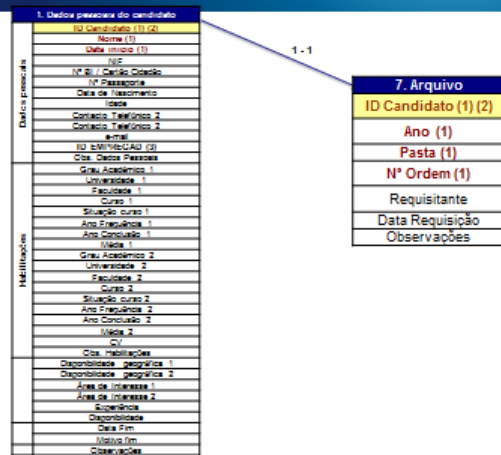 1. Dados pessoais do candidato
Dados pessoais
ID Candidato (1) (2)
Nome (1)
Data início (1)
NIF
Nº BI / Cartão Cidadão
Nº Passaporte
Data de Nascimento
Idade
Contacto Telefónico 2
Contacto Telefónico 2
e-mail
ID EMPRECAD (3)
Obs. Dados Pessoais
Habilitações
Grau Académico 1
Universidade 1
Faculdade 1
Curso 1
Situação curso 1
Ano Frequência 1
Ano Conclusão 1
Média 1
Grau Académico 2
Universidade 2
Faculdade 2
Curso 2
Situação curso 2
Ano Frequência 2
Ano Conclusão 2
Média 2
CV
Obs. Habilitações
Disponibilidade geográfica 1
Disponibilidade geográfica 2
Área de Interesse 1
Área de Interesse 2
Experiência
Disponibilidade
Data Fim
Motivo fim
Observações
1 - 1
7. Arquivo
ID Candidato (1) (2)
Ano (1)
Pasta (1)
Nº Ordem (1)
Requisitante
Data Requisição
Observações